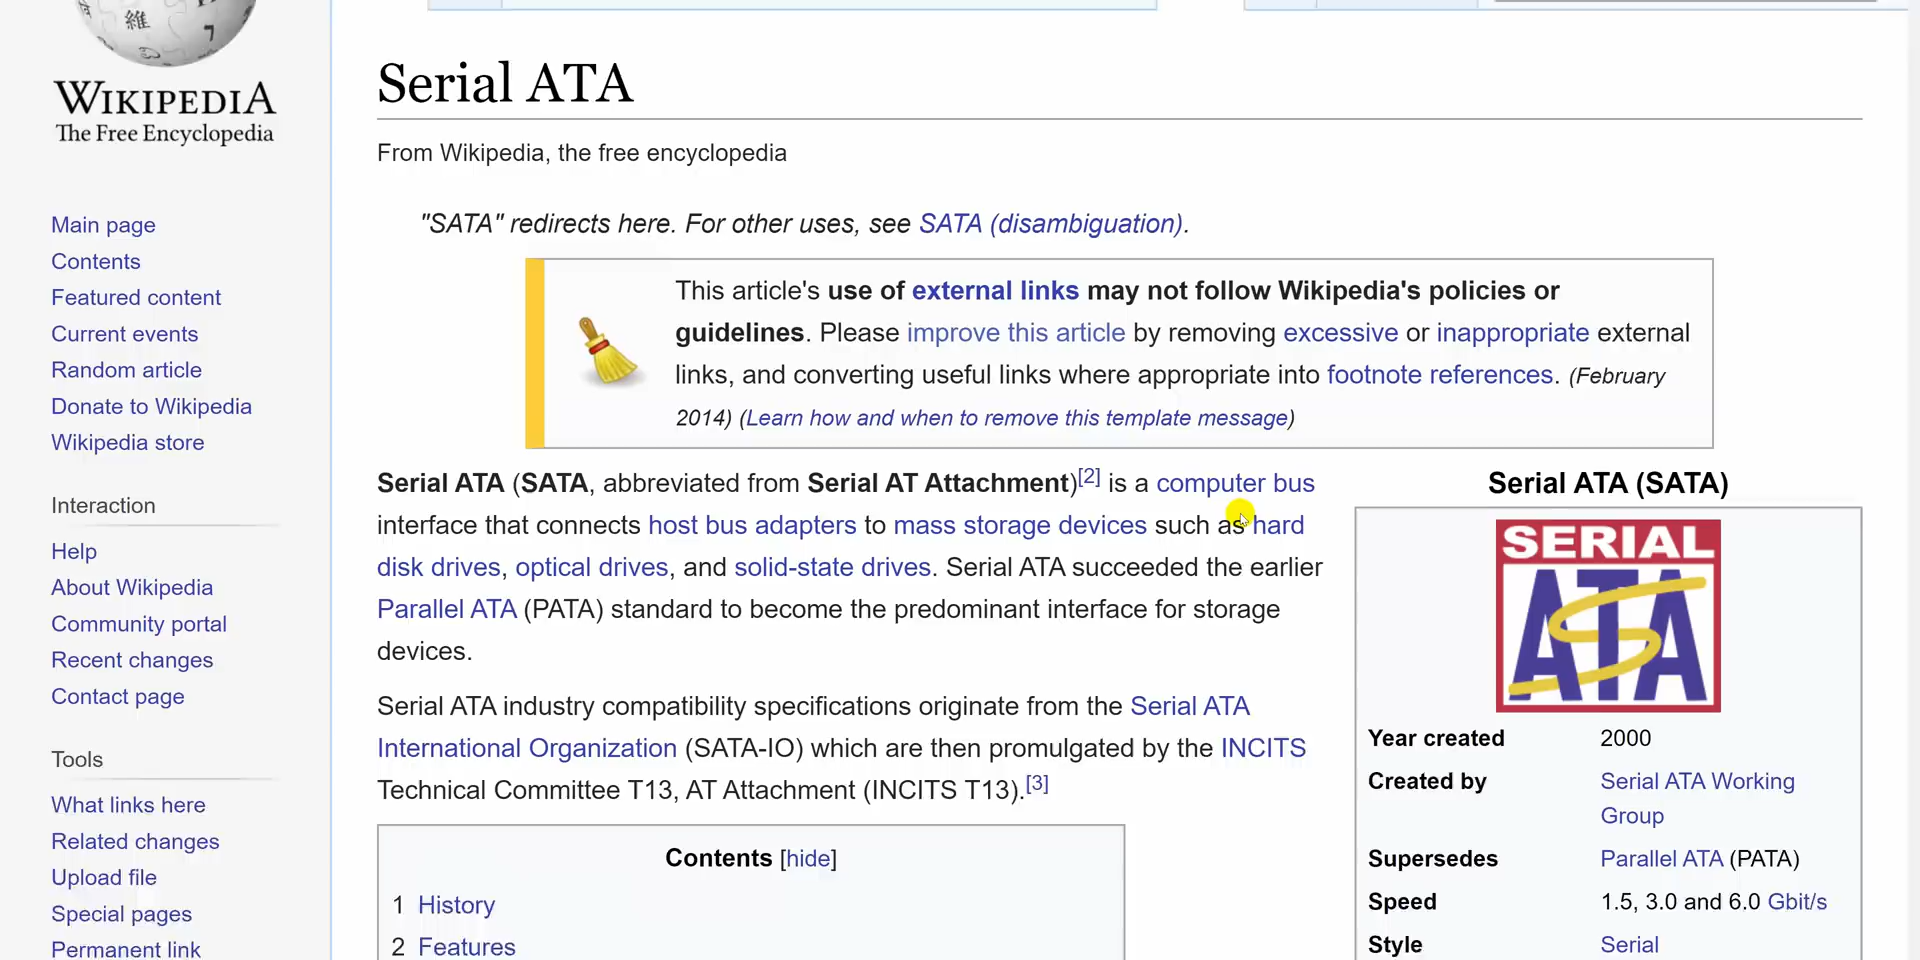 維
WIKIPEDIA
The Free Encyclopedia
Main page
Contents
Featured content
Current events
Random article
Donate to Wikipedia
Wikipedia store
Interaction
Help
About Wikipedia
Community portal
Recent changes
Contact page
Tools
What links here
Related changes
Upload file
Special pages
Permanent link
Serial ATA
From Wikipedia, the free encyclopedia
"SATA" redirects here. For other uses, see SATA (disambiguation).
This article's use of external links may not follow Wikipedia's policies or
guidelines. Please improve this article by removing excessive or inappropriate external
links, and converting useful links where appropriate into footnote references. (February
2014) (Learn how and when to remove this template message)
Serial ATA (SATA, abbreviated from Serial AT Attachment)[2] is a computer bus
interface that connects host bus adapters to mass storage devices such as hard
disk drives, optical drives, and solid-state drives. Serial ATA succeeded the earlier
Parallel ATA (PATA) standard to become the predominant interface for storage
devices.
Serial ATA industry compatibility specifications originate from the Serial ATA
International Organization (SATA-IO) which are then promulgated by the INCITS
Technical Committee T13, AT Attachment (INCITS T13).[3]
Contents [hide]
1 History
2 Features
Serial ATA (SATA)
SERIAL
ATA
Year created 2000
Created by Serial ATA Working
Group
Supersedes Parallel ATA (PATA)
Speed 1.5, 3.0 and 6.0 Gbit/s
Style Serial